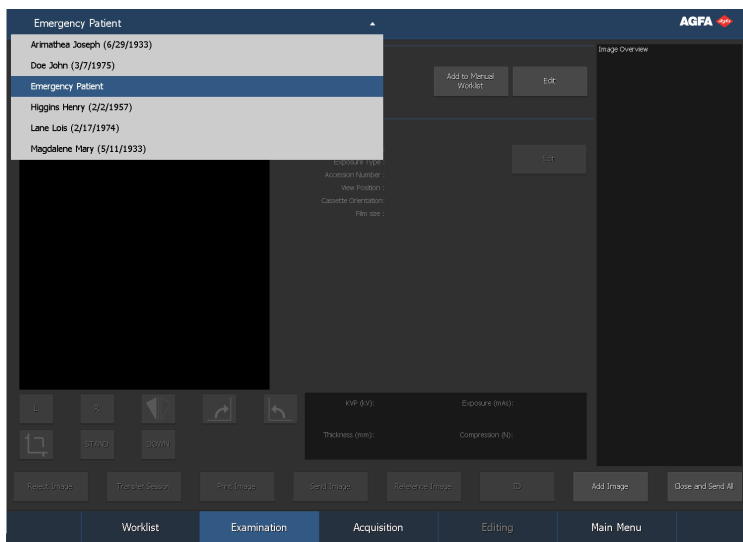 Emergency Patient
AGFA
Arimathea Joseph (6/29/1933)
Doe John (3/7/1975)
Emergency Patient
Higgins Henry (2/2/1957)
Lane Lois (2/17/1974)
Magdalene Mary (5/11/1933)
Add to Manual
Worklist
Edit
Image Overview
Exposure Type :
Accession Number :
View Position :
Cassette Orientation:
Film size :
Edit
L
R
STAND
DOWN
KVP (kV):
Exposure (mAs):
Thickness (mm):
Compression (N):
Reject Image
Transfer Session
Print Image
Send Image
Reference Image
ID
Add Image
Close and Send All
Worklist
Examination
Acquisition
Editing
Main Menu